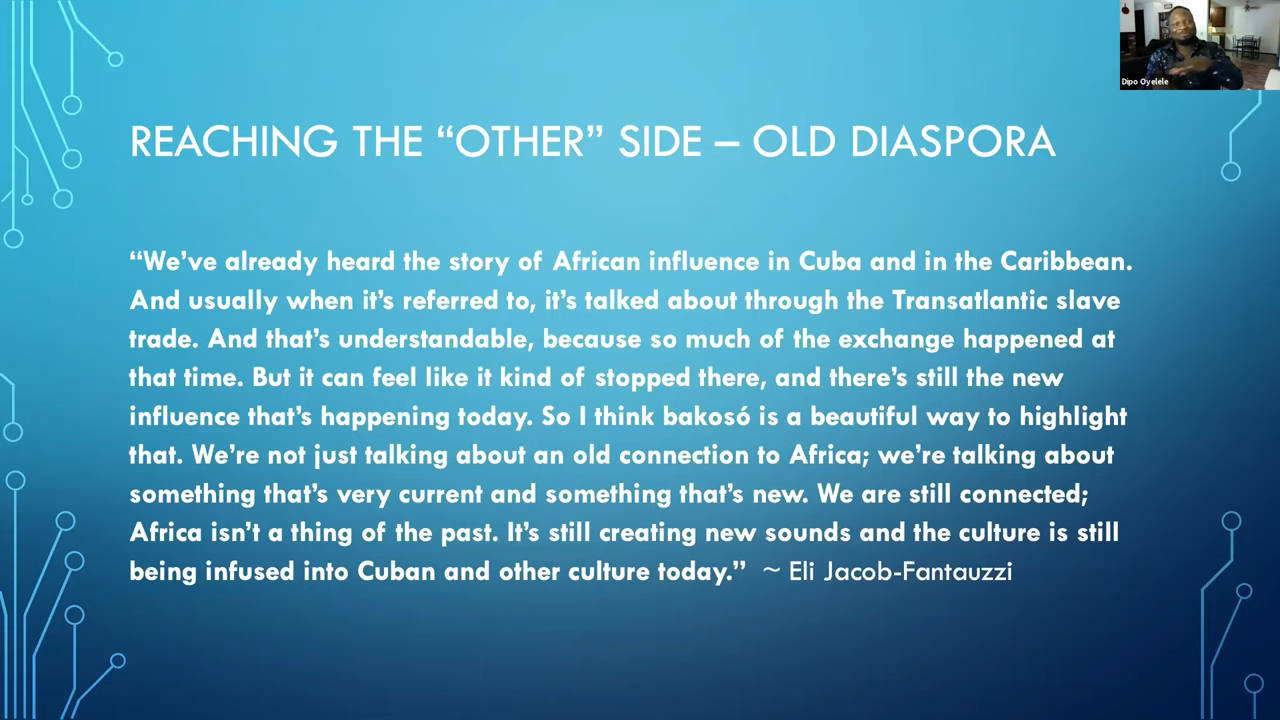 Dipo Oyelele
REACHING THE “OTHER” SIDE – OLD DIASPORA
“We’ve already heard the story of African influence in Cuba and in the Caribbean.
And usually when it’s referred to, it’s talked about through the Transatlantic slave
trade. And that’s understandable, because so much of the exchange happened at
that time. But it can feel like it kind of stopped there, and there’s still the new
influence that’s happening today. So I think bakosó is a beautiful way to highlight
that. We’re not just talking about an old connection to Africa; we’re talking about
something that’s very current and something that’s new. We are still connected;
Africa isn’t a thing of the past. It’s still creating new sounds and the culture is still
being infused into Cuban and other culture today.” ~ Eli Jacob-Fantauzzi